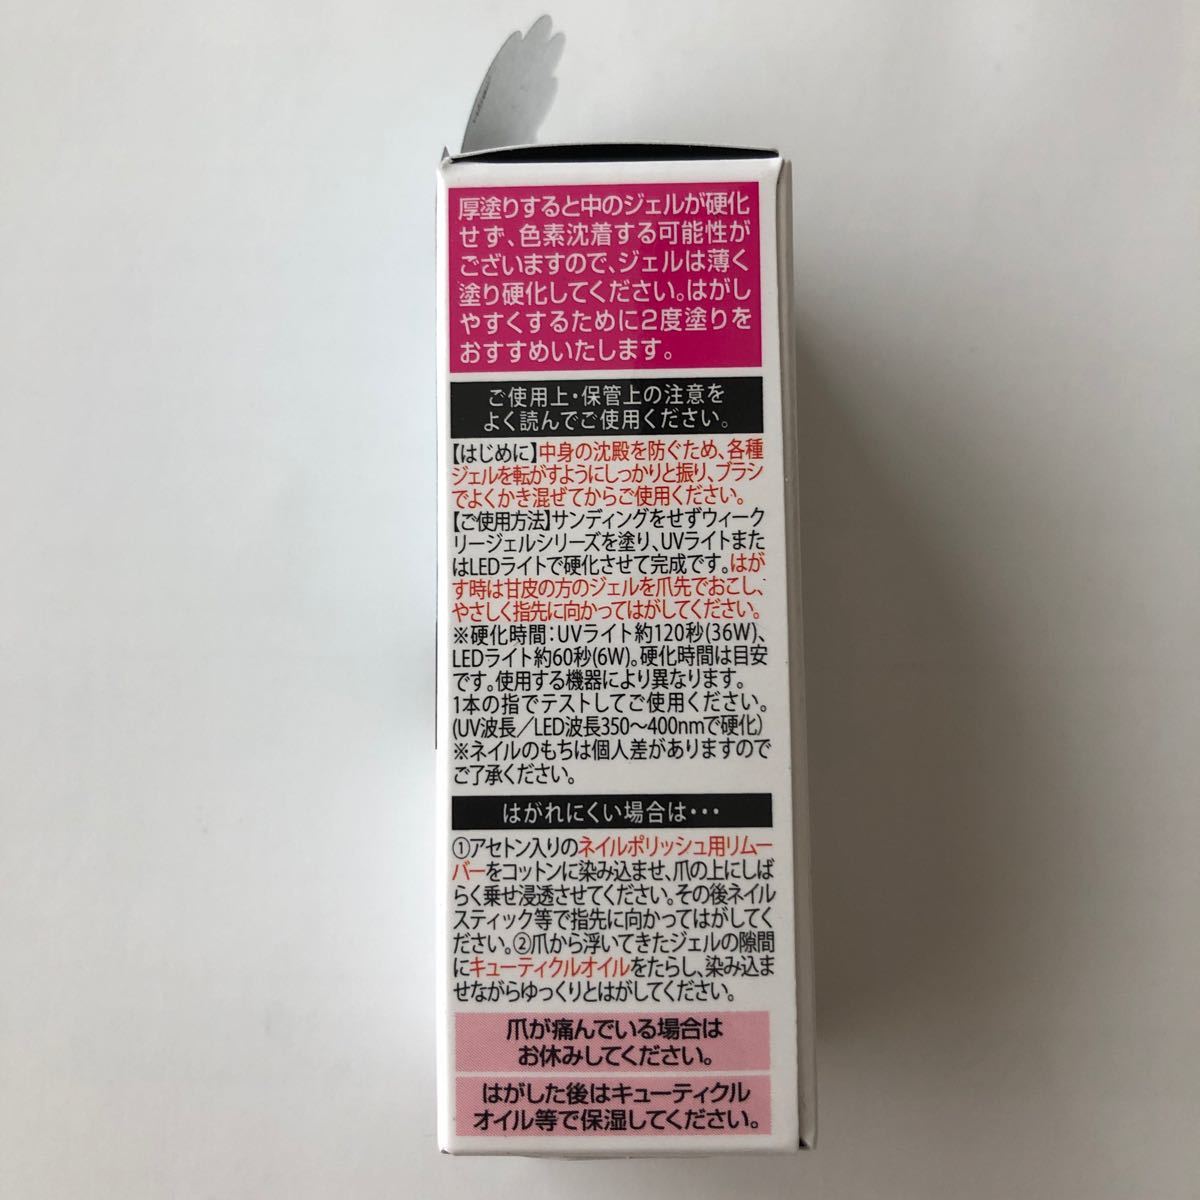 厚塗りすると中のジェルが硬化
せず、色素沈着する可能性が
ございますので、ジェルは薄く
塗り硬化してください。はがし
やすくするために2度塗りを
おすすめいたします。
ご使用上・保管上の注意を
よく読んでご使用ください。
【はじめに】中身の沈殿を防ぐため、各種
ジェルを転がすようにしっかりと振り、ブラシ
でよくかき混ぜてからご使用ください。
【ご使用方法】サンディングをせずウィーク
リージェルシリーズを塗り、UVライトまた
はLEDライトで硬化させて完成です。はが
す時は甘皮の方のジェルを爪先でおこし、
やさしく指先に向かってはがしてください。
※硬化時間：UVライト約120秒(36W)、
LEDライト約60秒(6W)。硬化時間は目安
です。使用する機器により異なります。
1本の指でテストしてご使用ください。
(UV波長／LED波長350〜400nmで硬化)
※ネイルのもちは個人差がありますので
ご了承ください。
はがれにくい場合は・・・
①アセトン入りのネイルポリッシュ用リムー
バーをコットンに染み込ませ、爪の上にしば
らく乗せ浸透させてください。その後ネイル
スティック等で指先に向かってはがしてく
ださい。②爪から浮いてきたジェルの隙間
にキューティクルオイルをたらし、染み込ま
せながらゆっくりとはがしてください。
爪が痛んでいる場合は
お休みしてください。
はがした後はキューティクル
オイル等で保湿してください。